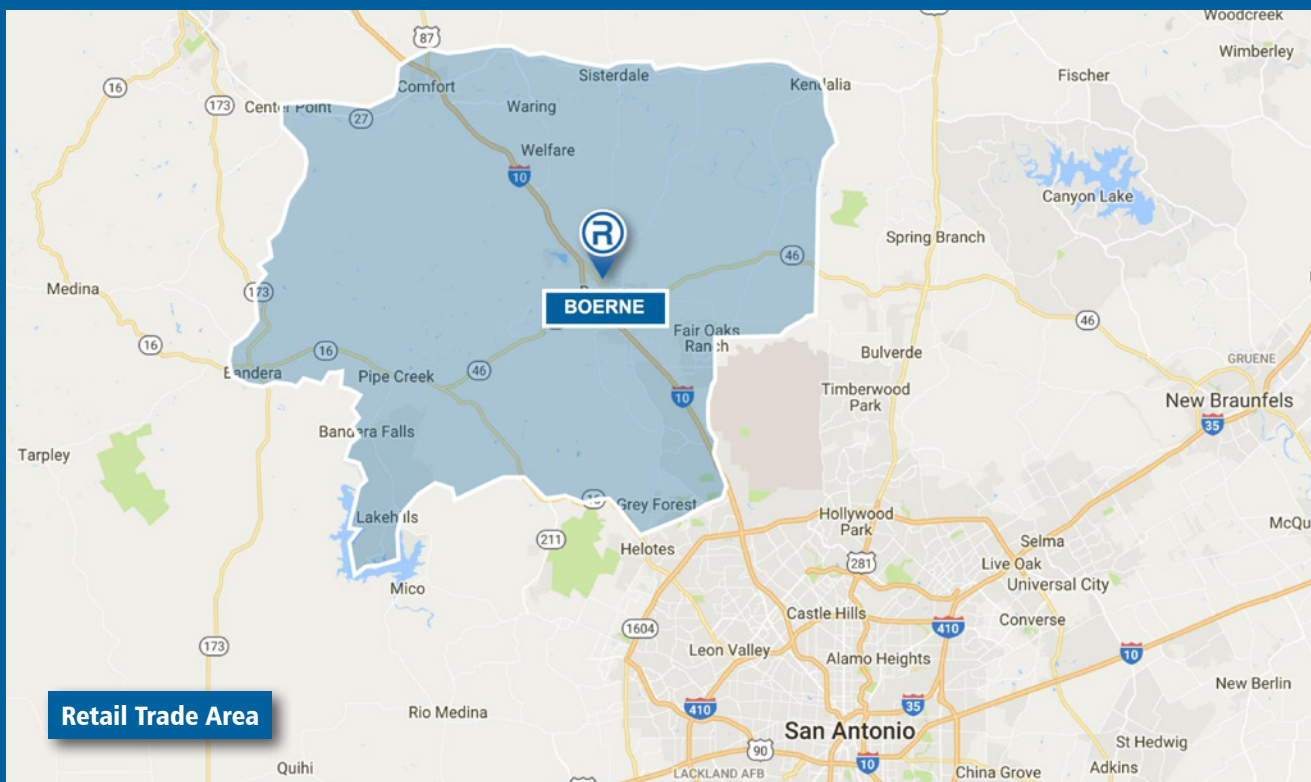 Woodcreek
87
Wimberley
Sisterdale
Fischer
16
Comfort
Kendalia
173
Center Point
27
Waring
Welfare
10
Canyon Lake
R
Spring Branch
46
Medina
173
BOERNE
46
Fair Oaks
Ranch
16
16
Bulverde
GRUENE
Bandera
Pipe Creek
46
10
Timberwood
Park
New Braunfels
35
Bandera Falls
Tarpley
16
Grey Forest
Lakehills
Hollywood
Park
211
Helotes
Selma
281
Live Oak
Mico
Universal City
Castle Hills
Converse
1604
410
173
Leon Valley
Alamo Heights
10
New Berlin
Retail Trade Area
Rio Medina
410
35
San Antonio
90
St Hedwig
Quihi
LACKLAND AFB
10
China Grove
Adkins